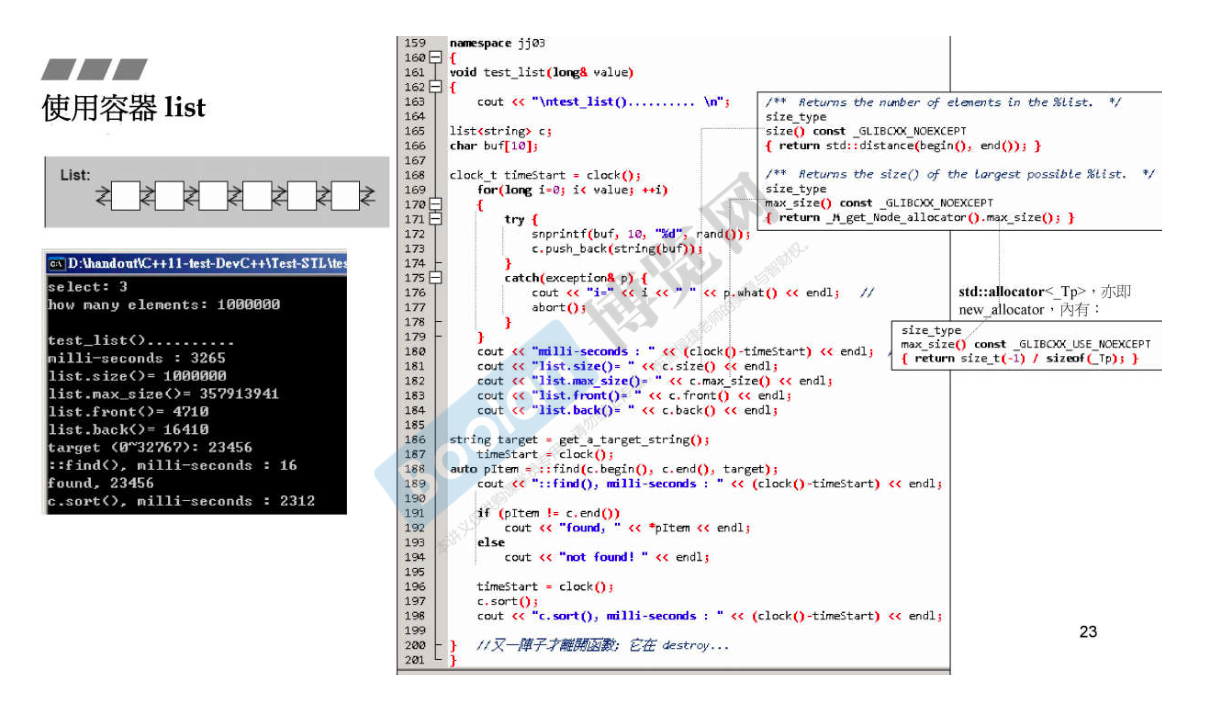 使用容器 list
List:
D:\handout\C++11-test-DevC++\Test-STL\tes
select: 3
how many elements: 1000000
test_list()..........
milli-seconds : 3265
list.size()= 1000000
list.max_size()= 357913941
list.front()= 4710
list.back()= 16410
target (0~32767): 23456
::find(), milli-seconds : 16
found, 23456
c.sort(), milli-seconds : 2312
159 namespace jj03
160 {
161 void test_list(long& value)
162 {
163 cout << "\ntest_list().......... \n";
164
165 list<string> c;
166 char buf[10];
167
168 clock_t timeStart = clock();
169 for(long i=0; i< value; ++i)
170 {
171 try {
172 snprintf(buf, 10, "%d", rand());
173 c.push_back(string(buf));
174 }
175 catch(exception& p) {
176 cout << "i=" << i << " " << p.what() << endl; //
177 abort();
178 }
179 }
180 cout << "milli-seconds : " << (clock()-timeStart) << endl; /
181 cout << "list.size()= " << c.size() << endl;
182 cout << "list.max_size()= " << c.max_size() << endl;
183 cout << "list.front()= " << c.front() << endl;
184 cout << "list.back()= " << c.back() << endl;
185
186 string target = get_a_target_string();
187 timeStart = clock();
188 auto pItem = ::find(c.begin(), c.end(), target);
189 cout << "::find(), milli-seconds : " << (clock()-timeStart) << endl;
190
191 if (pItem != c.end())
192 cout << "found, " << *pItem << endl;
193 else
194 cout << "not found! " << endl;
195
196 timeStart = clock();
197 c.sort();
198 cout << "c.sort(), milli-seconds : " << (clock()-timeStart) << endl;
199
200 } //又一陣子才離開函數; 它在 destroy...
201 }
/** Returns the number of elements in the %list. */
size_type
size() const _GLIBCXX_NOEXCEPT
{ return std::distance(begin(), end()); }
/** Returns the size() of the largest possible %list. */
size_type
max_size() const _GLIBCXX_NOEXCEPT
{ return _M_get_Node_allocator().max_size(); }
std::allocator<_Tp>，亦即
new_allocator，內有：
size_type
max_size() const _GLIBCXX_USE_NOEXCEPT
{ return size_t(-1) / sizeof(_Tp); }
Boolan 博览网
23